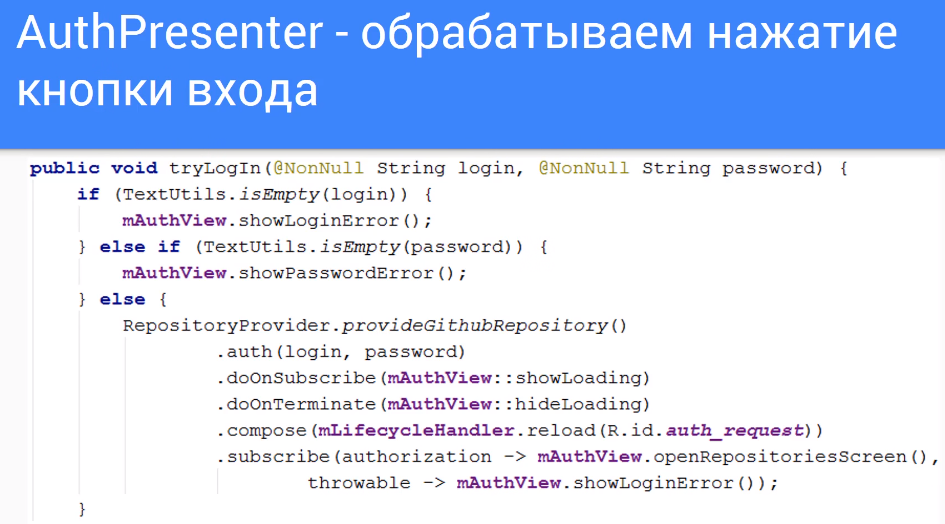 AuthPresenter - обрабатываем нажатие
кнопки входа
public void tryLogIn(@NonNull String login, @NonNull String password) {
if (TextUtils.isEmpty(login)) {
mAuthView.showLoginError();
} else if (TextUtils.isEmpty(password)) {
mAuthView.showPasswordError();
} else {
RepositoryProvider.provideGithubRepository()
.auth(login, password)
.doOnSubscribe(mAuthView::showLoading)
.doOnTerminate(mAuthView::hideLoading)
.compose(mLifecycleHandler.reload(R.id.auth_request))
.subscribe(authorization -> mAuthView.openRepositoriesScreen(),
throwable -> mAuthView.showLoginError());
}